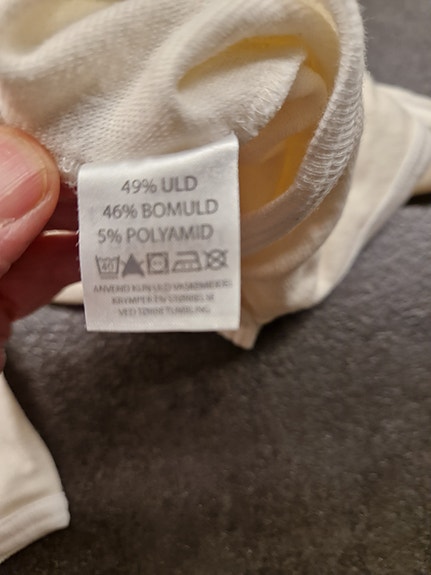 49% ULD
46% BOMULD
5% POLYAMID
40
ANVEND KUN ULD VASKEMIDDEL
KRYMPER EN STØRRELSE
VED TØRRETUMBLING